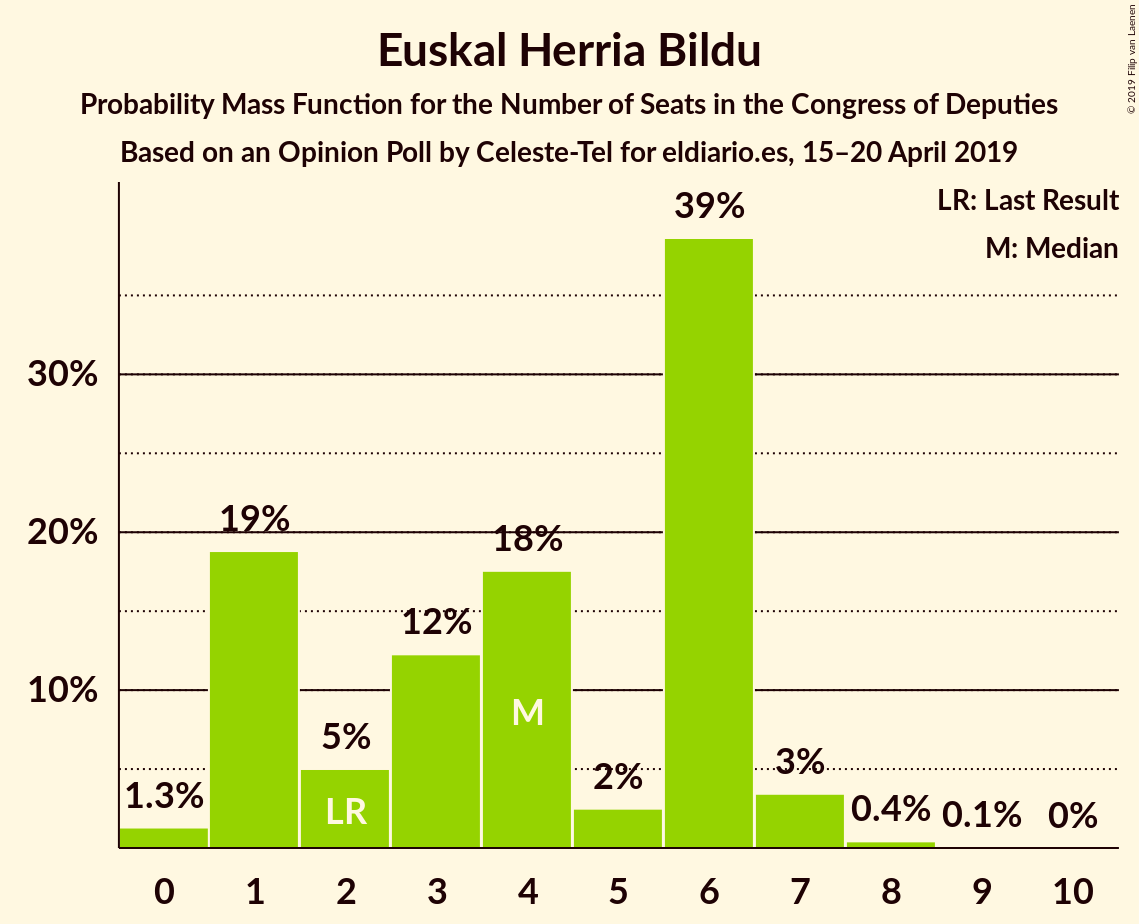 Euskal Herria Bildu
Probability Mass Function for the Number of Seats in the Congress of Deputies
Based on an Opinion Poll by Celeste-Tel for eldiario.es, 15–20 April 2019
© 2019 Filip van Laenen
LR: Last Result
M: Median
30%
20%
10%
1.3%
19%
5%
12%
18%
2%
39%
3%
0.4%
0.1%
0%
LR
M
0 1 2 3 4 5 6 7 8 9 10